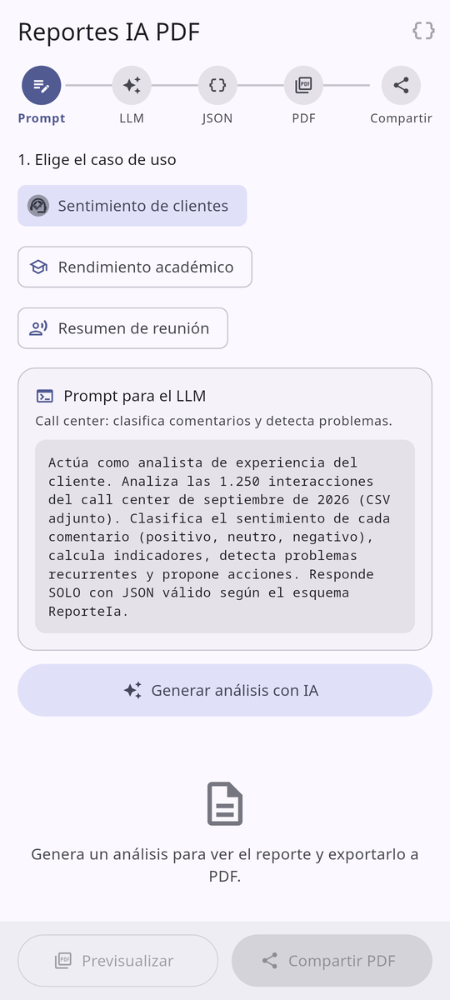 Reportes IA PDF
Prompt
LLM
JSON
PDF
Compartir
1. Elige el caso de uso
Sentimiento de clientes
Rendimiento académico
Resumen de reunión
Prompt para el LLM
Call center: clasifica comentarios y detecta problemas.
Actúa como analista de experiencia del
cliente. Analiza las 1.250 interacciones
del call center de septiembre de 2026 (CSV
adjunto). Clasifica el sentimiento de cada
comentario (positivo, neutro, negativo),
calcula indicadores, detecta problemas
recurrentes y propone acciones. Responde
SOLO con JSON válido según el esquema
ReporteIa.
Generar análisis con IA
Genera un análisis para ver el reporte y exportarlo a
PDF.
Previsualizar
Compartir PDF